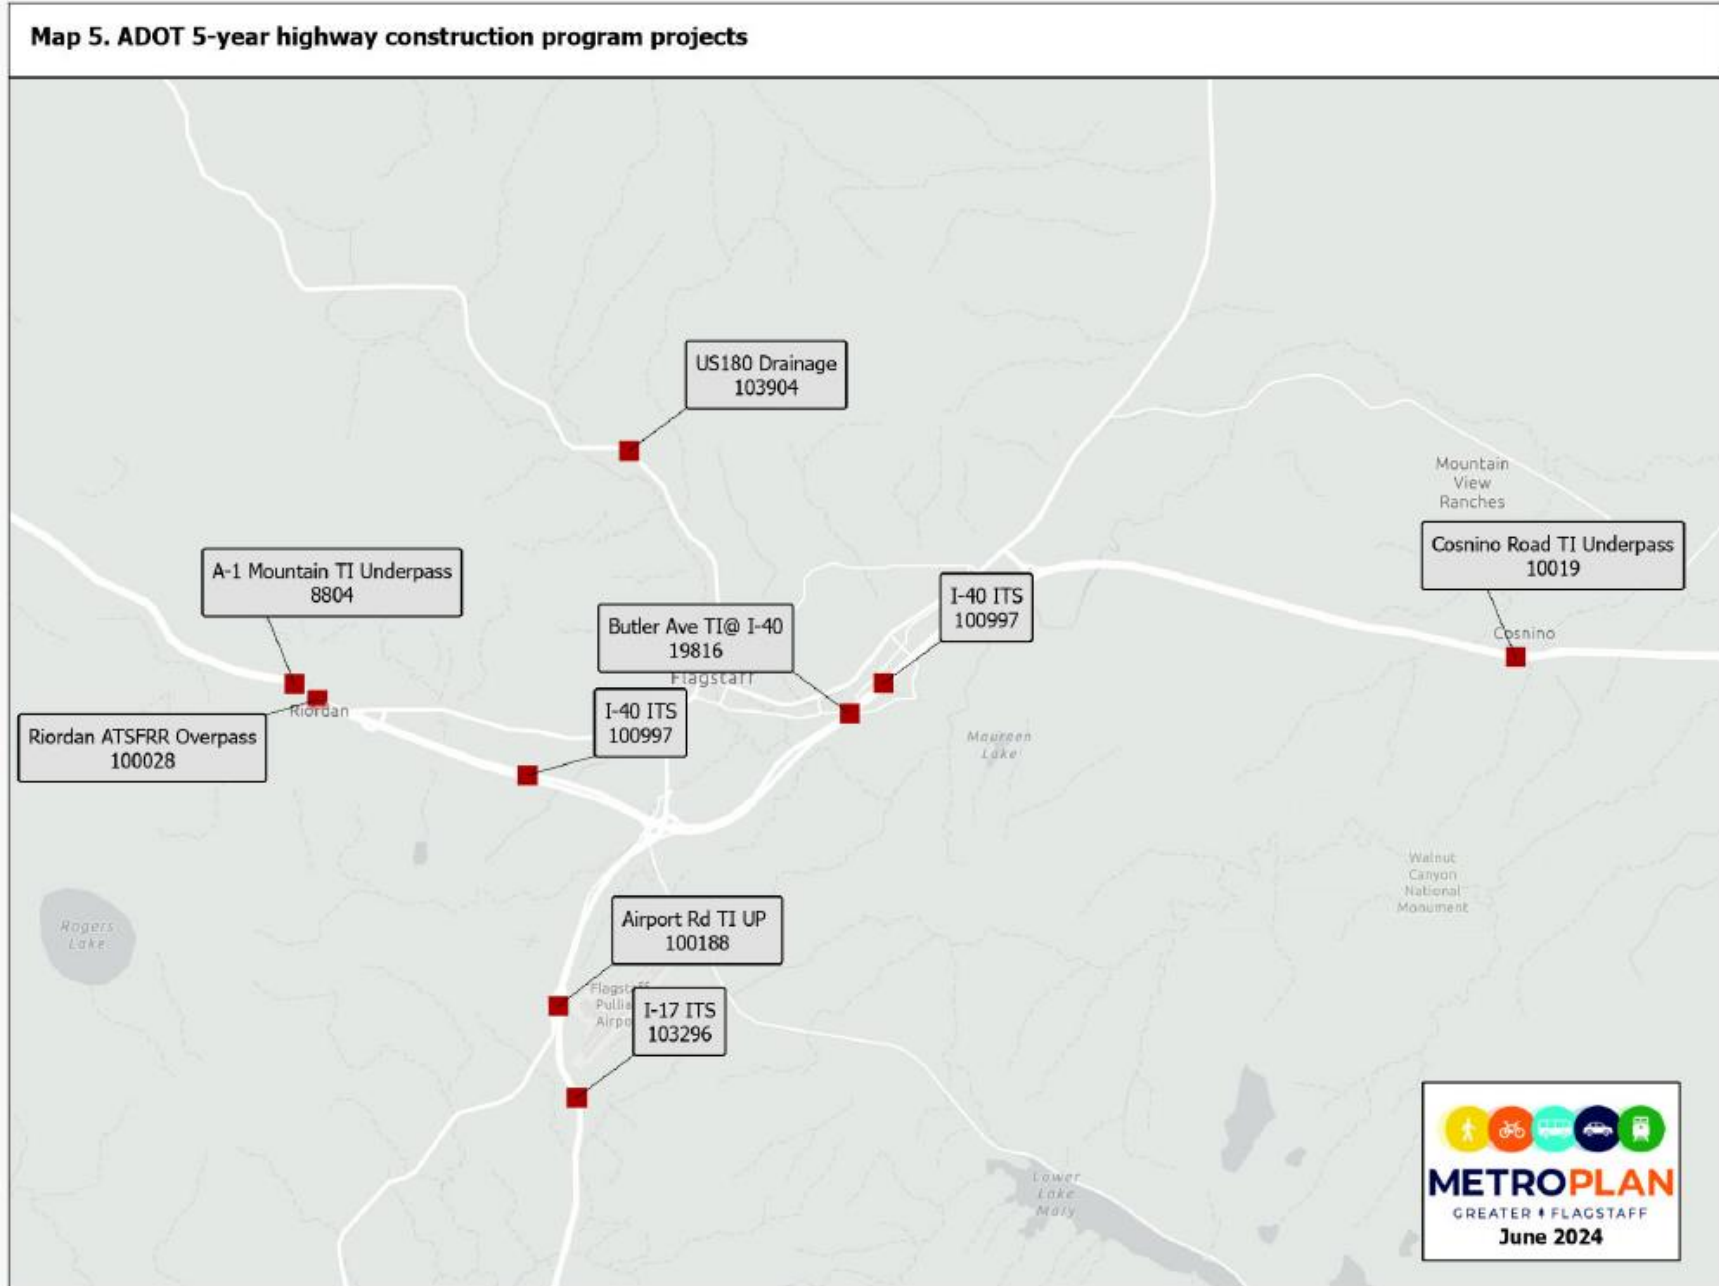 Map 5. ADOT 5-year highway construction program projects
US180 Drainage
103904
Mountain
View
Ranches
Cosnino Road TI Underpass
10019
Cosnino
A-1 Mountain TI Underpass
8804
I-40 ITS
100997
Butler Ave TI@ I-40
19816
Flagstaff
Riordan
Riordan ATSFRR Overpass
100028
I-40 ITS
100997
Maureen
Lake
Walnut
Canyon
National
Monument
Rogers
Lake
Airport Rd TI UP
100188
I-17 ITS
103296
Lower
Lake
Mary
METROPLAN
GREATER FLAGSTAFF
June 2024